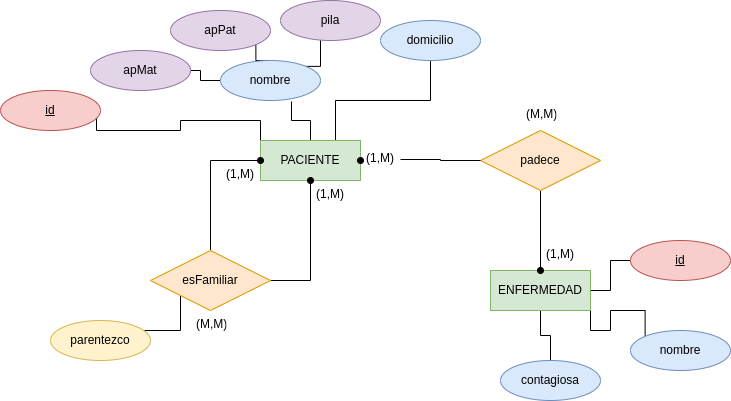 pila
apPat
domicilio
apMat
nombre
id
(M,M)
PACIENTE
(1,M)
padece
(1,M)
(1,M)
(1,M)
id
esFamiliar
ENFERMEDAD
(M,M)
parentezco
nombre
contagiosa